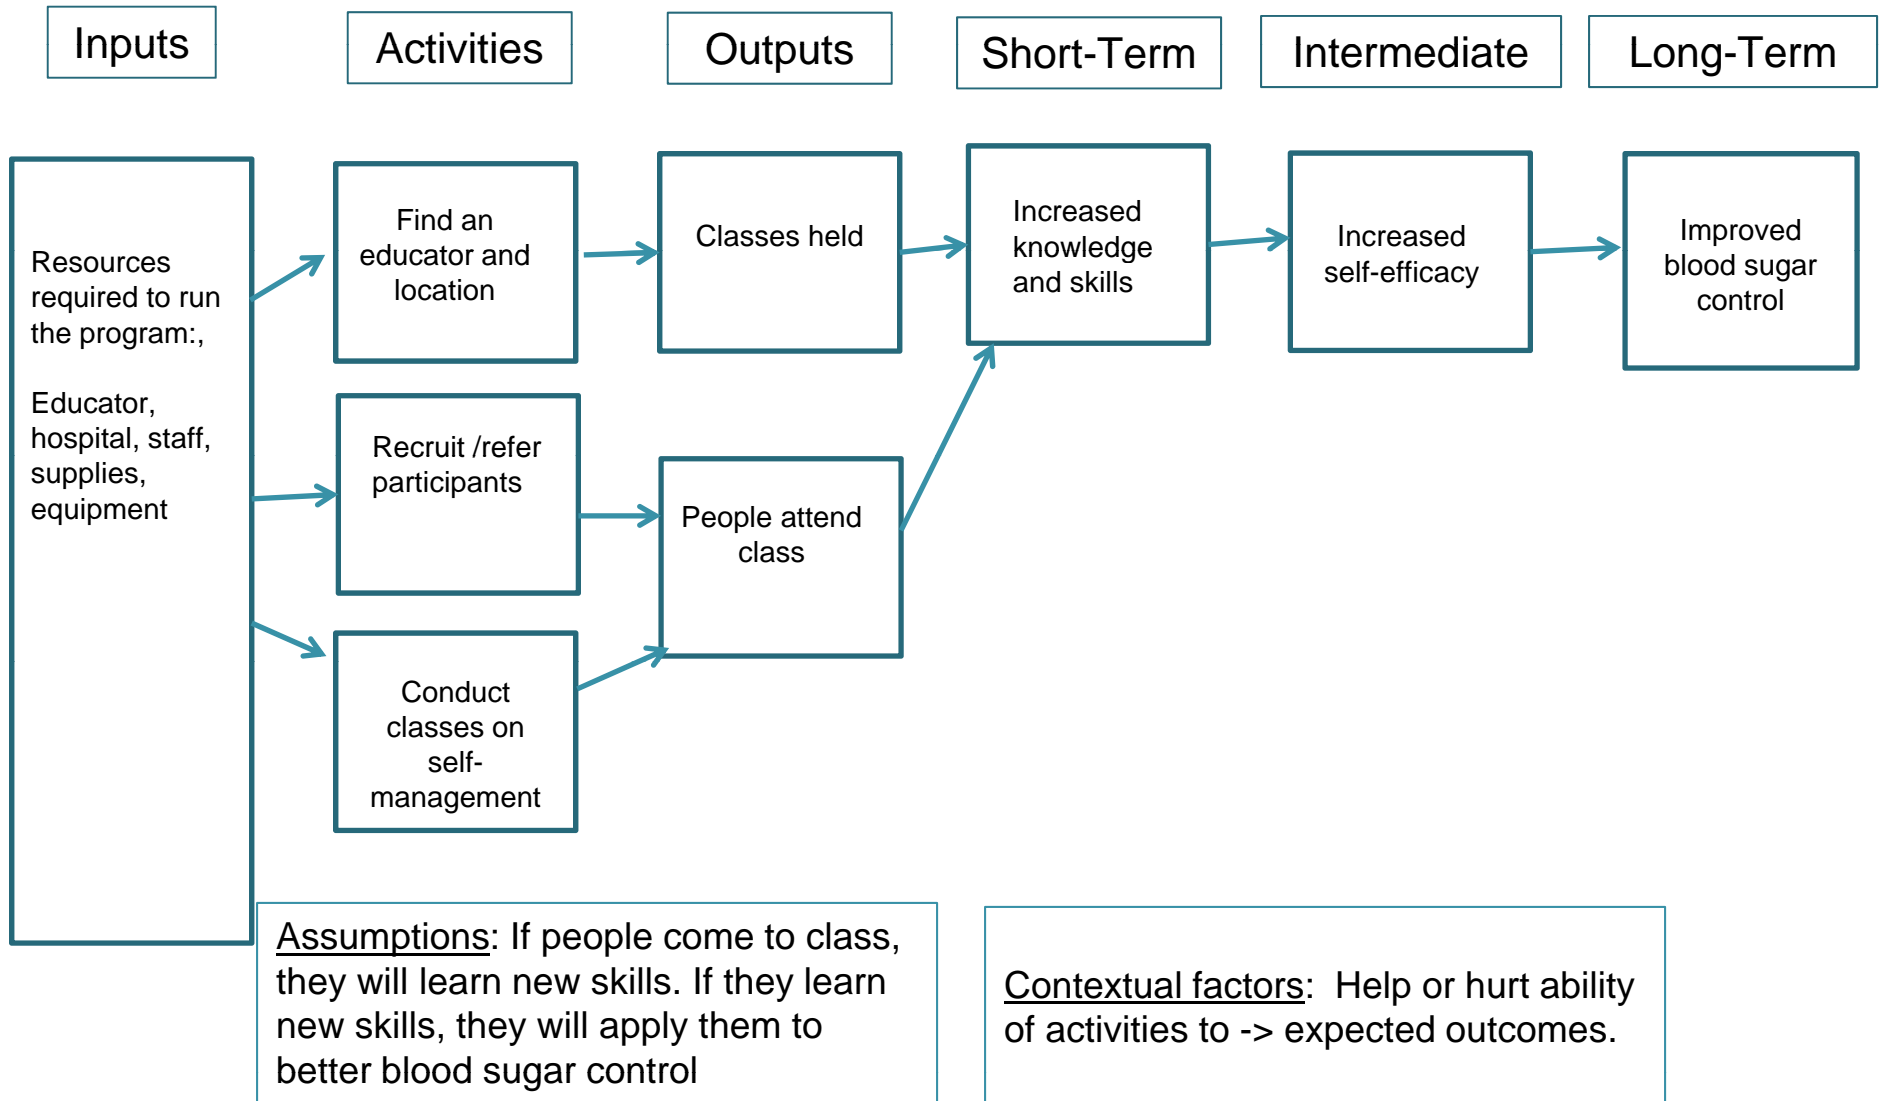 Inputs
Activities
Outputs
Short-Term
Intermediate
Long-Term
Resources
required to run
the program:,
Educator,
hospital, staff,
supplies,
equipment
Find an
educator and
location
Recruit /refer
participants
Conduct
classes on
self-
management
Classes held
People attend
class
Increased
knowledge
and skills
Increased
self-efficacy
Improved
blood sugar
control
Assumptions: If people come to class,
they will learn new skills. If they learn
new skills, they will apply them to
better blood sugar control
Contextual factors:  Help or hurt ability
of activities to -> expected outcomes.